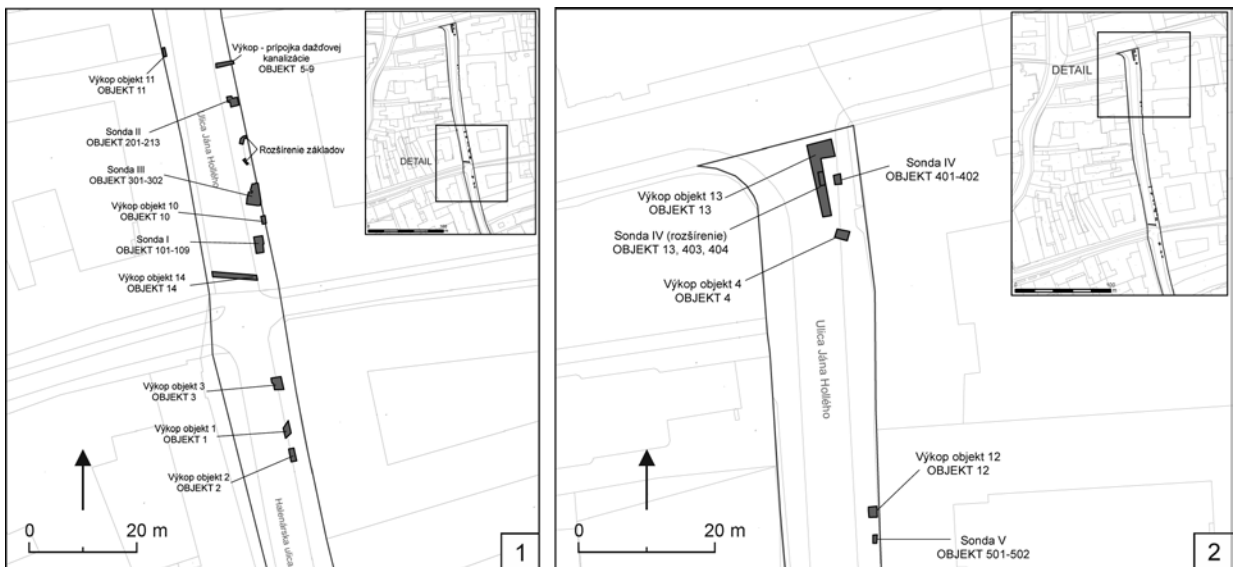 Výkop - prípojka dažďovej
kanalizácie
OBJEKT 5-9
Výkop objekt 11
OBJEKT 11
Sonda II
OBJEKT 201-213
Ulica Jána Hollého
Rozšírenie základov
Sonda III
OBJEKT 301-302
Výkop objekt 10
OBJEKT 10
Sonda I
OBJEKT 101-109
Výkop objekt 14
OBJEKT 14
DETAIL
Výkop objekt 3
OBJEKT 3
Výkop objekt 1
OBJEKT 1
Výkop objekt 2
OBJEKT 2
Halenárska ulica
0 20 m
1
DETAIL
Sonda IV
OBJEKT 401-402
Výkop objekt 13
OBJEKT 13
Sonda IV (rozšírenie)
OBJEKT 13, 403, 404
Výkop objekt 4
OBJEKT 4
Ulica Jána Hollého
Výkop objekt 12
OBJEKT 12
Sonda V
OBJEKT 501-502
0 20 m
2